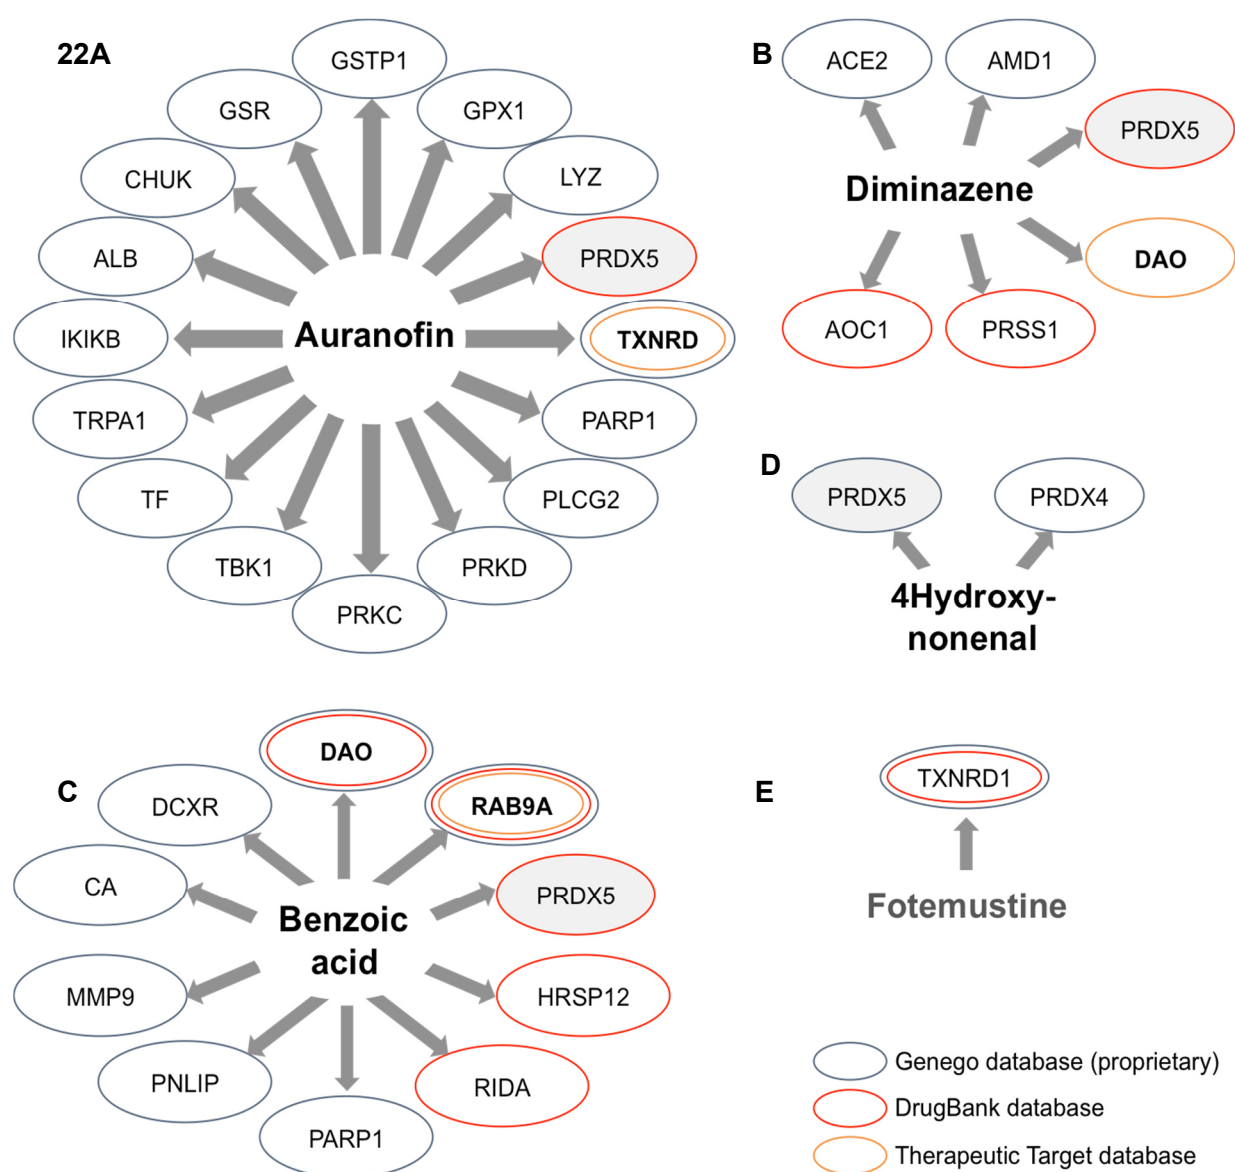 22A
GSTP1
GSR
GPX1
CHUK
LYZ
ALB
PRDX5
IKIKB
Auranofin
TXNRD
TRPA1
PARP1
TF
PLCG2
TBK1
PRKD
PRKC
B
ACE2
AMD1
PRDX5
Diminazene
DAO
AOC1
PRSS1
D
PRDX5
PRDX4
4Hydroxy-
nonenal
C
DAO
DCXR
RAB9A
CA
PRDX5
Benzoic
acid
MMP9
HRSP12
PNLIP
RIDA
PARP1
E
TXNRD1
Fotemustine
Genego database (proprietary)
DrugBank database
Therapeutic Target database